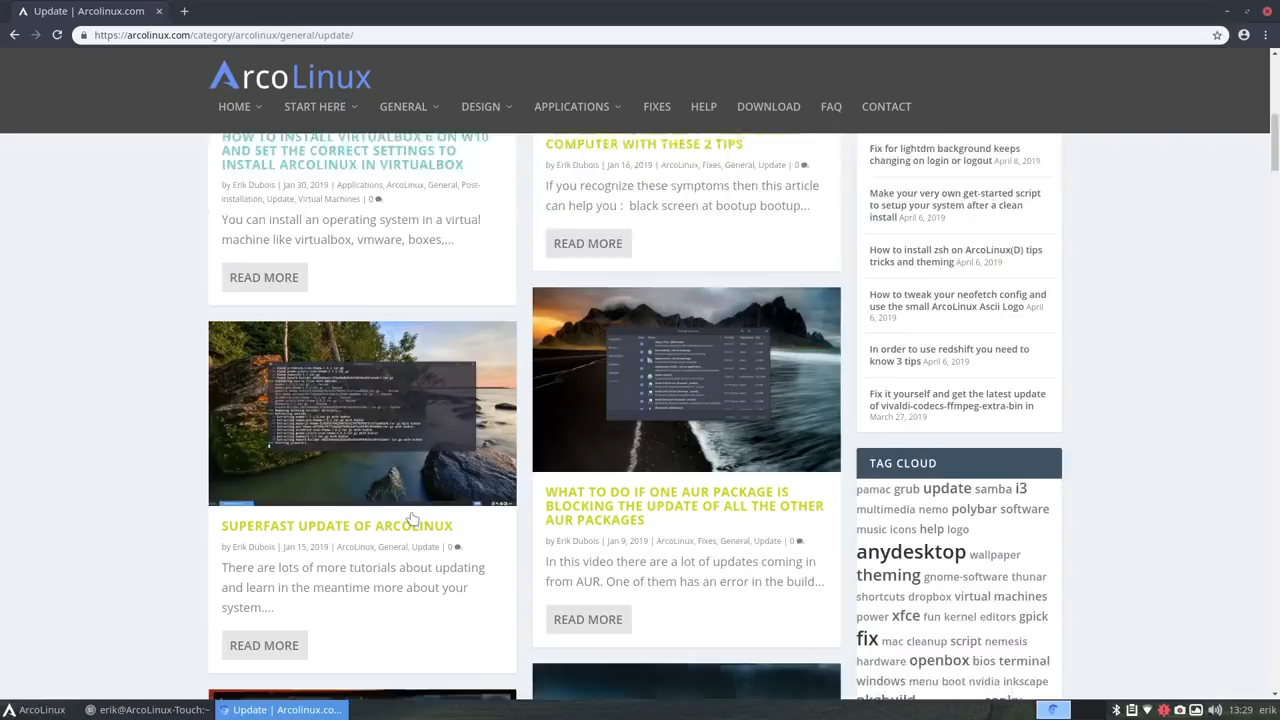 Update | Arcolinux.com
https://arcolinux.com/category/arcolinux/general/update/
ArcoLinux
HOME START HERE GENERAL DESIGN APPLICATIONS FIXES HELP DOWNLOAD FAQ CONTACT
HOW TO INSTALL VIRTUALBOX 6 ON W10
AND SET THE CORRECT SETTINGS TO
INSTALL ARCOLINUX IN VIRTUALBOX
by Erik Dubois | Jan 30, 2019 | Applications, ArcoLinux, General, Post-
installation, Update, Virtual Machines | 0
You can install an operating system in a virtual
machine like virtualbox, vmware, boxes,...
READ MORE
COMPUTER WITH THESE 2 TIPS
by Erik Dubois | Jan 16, 2019 | ArcoLinux, Fixes, General, Update | 0
If you recognize these symptoms then this article
can help you : black screen at bootup bootup...
READ MORE
SUPERFAST UPDATE OF ARCOLINUX
by Erik Dubois | Jan 15, 2019 | ArcoLinux, General, Update | 0
There are lots of more tutorials about updating
and learn in the meantime more about your
system....
READ MORE
WHAT TO DO IF ONE AUR PACKAGE IS
BLOCKING THE UPDATE OF ALL THE OTHER
AUR PACKAGES
by Erik Dubois | Jan 9, 2019 | ArcoLinux, Fixes, General, Update | 0
In this video there are a lot of updates coming in
from AUR. One of them has an error in the build...
READ MORE
Fix for lightdm background keeps
changing on login or logout April 8, 2019
Make your very own get-started script
to setup your system after a clean
install April 6, 2019
How to install zsh on ArcoLinux(D) tips
tricks and theming April 6, 2019
How to tweak your neofetch config and
use the small ArcoLinux Ascii Logo April
6, 2019
In order to use redshift you need to
know 3 tips April 6, 2019
Fix it yourself and get the latest update
of vivaldi-codecs-ffmpeg-extra-bin in
March 27, 2019
TAG CLOUD
pamac grub update samba i3
multimedia nemo polybar software
music icons help logo
anydesktop wallpaper
theming gnome-software thunar
shortcuts dropbox virtual machines
power xfce fun kernel editors gpick
fix mac cleanup script nemesis
hardware openbox bios terminal
windows menu boot nvidia inkscape
ArcoLinux erik@ArcoLinux-Touch:~ Update | Arcolinux.co... 13:29 erik